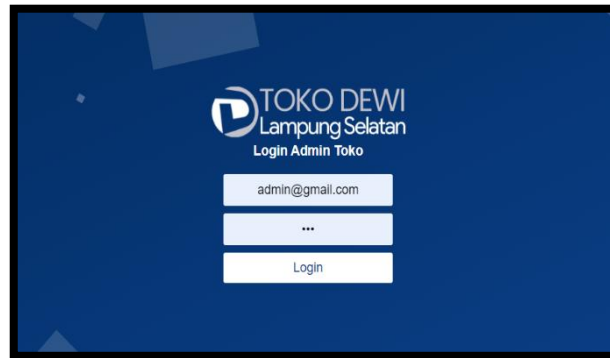 TOKO DEWI
Lampung Selatan
Login Admin Toko
admin@gmail.com
•••
Login